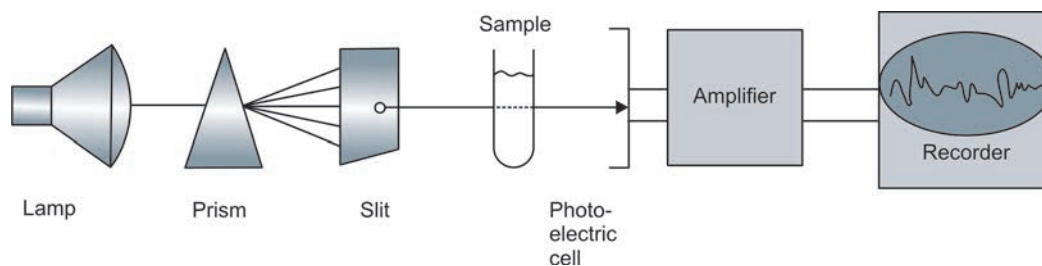 Sample
Amplifier
Recorder
Lamp
Prism
Slit
Photo-
electric
cell